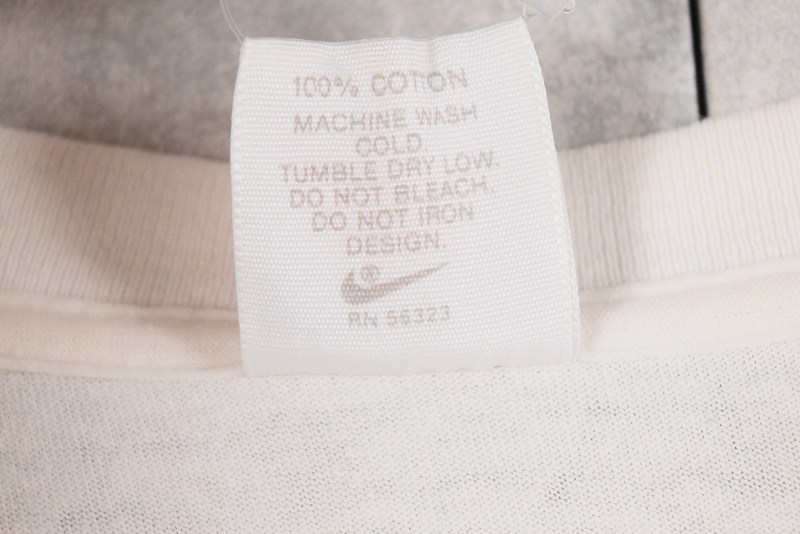 100% COTTON
MACHINE WASH
COLD.
TUMBLE DRY LOW.
DO NOT BLEACH.
DO NOT IRON
DESIGN.
®
RN 56323